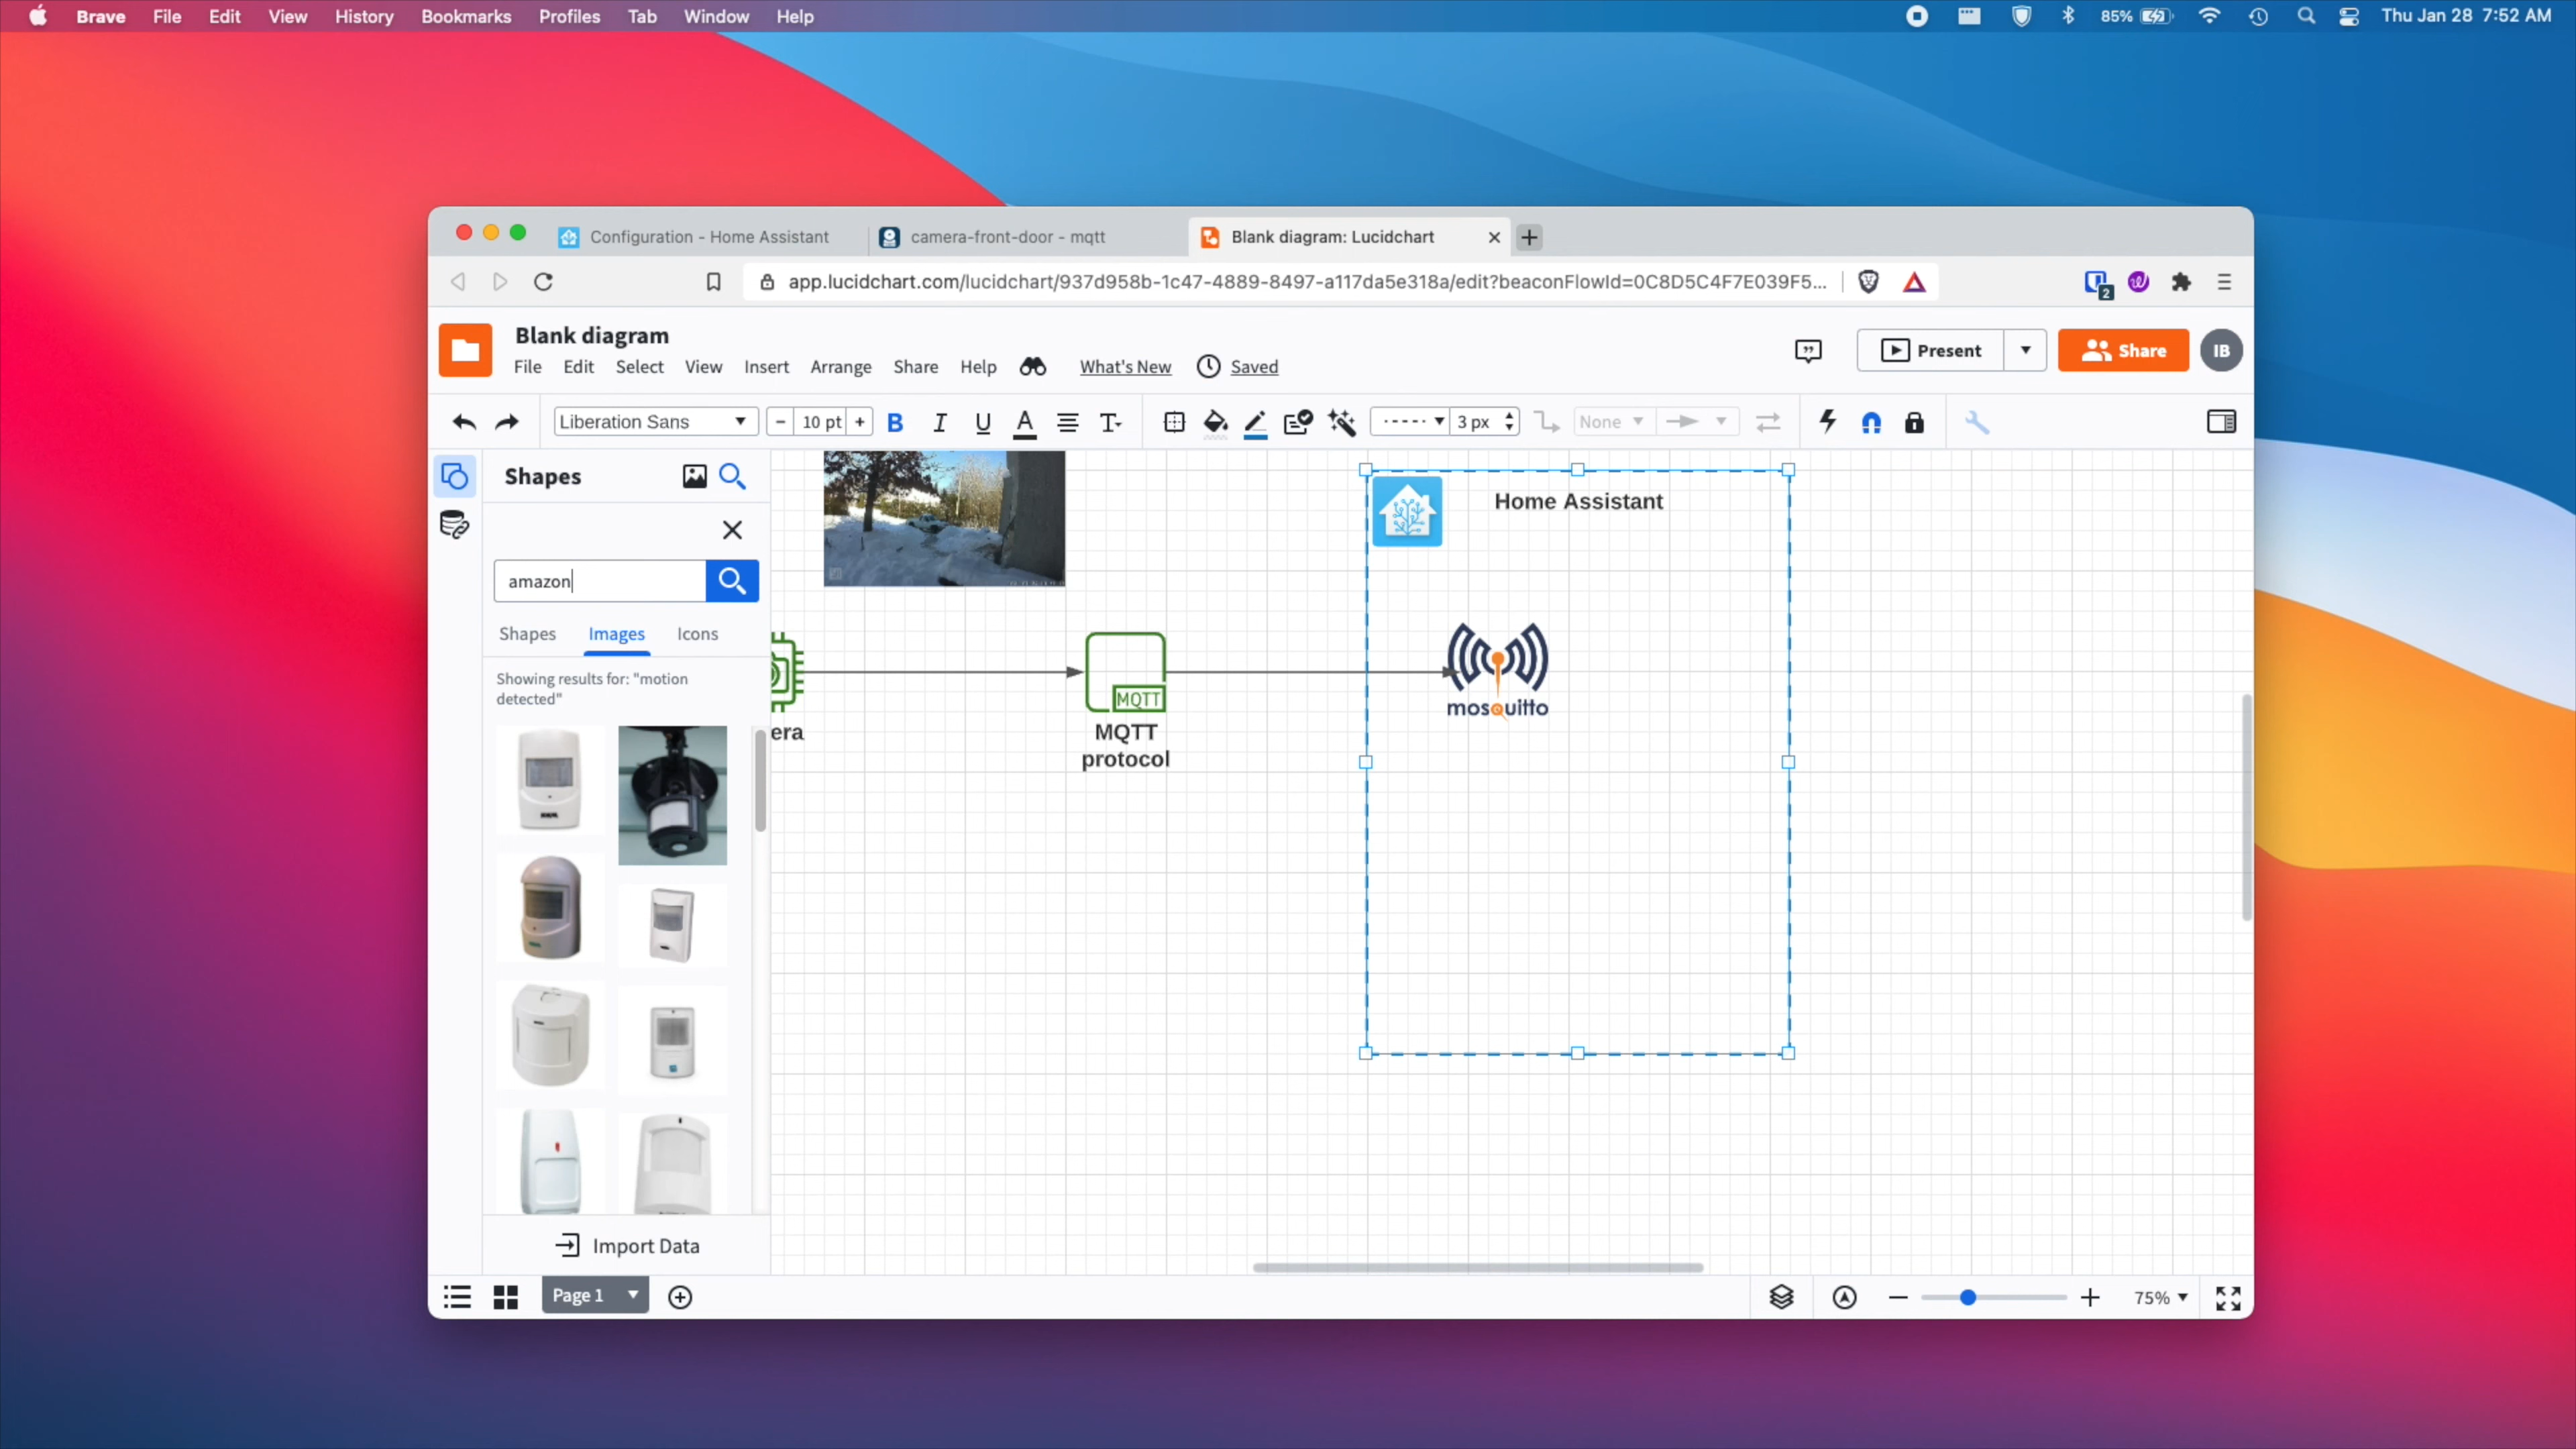 Brave File Edit View History Bookmarks Profiles Tab Window Help 85% Thu Jan 28 7:52 AM
Configuration - Home Assistant camera-front-door - mqtt Blank diagram: Lucidchart
app.lucidchart.com/lucidchart/937d958b-1c47-4889-8497-a117da5e318a/edit?beaconFlowId=0C8D5C4F7E039F5... 2
Blank diagram
File Edit Select View Insert Arrange Share Help What's New Saved
Present Share IB
Liberation Sans 10 pt B I U A T 3 px None
Shapes
amazon
Shapes Images Icons
Showing results for: "motion
detected"
Import Data
era
MQTT
MQTT
protocol
Home Assistant
mosquitto
Page 1 75%